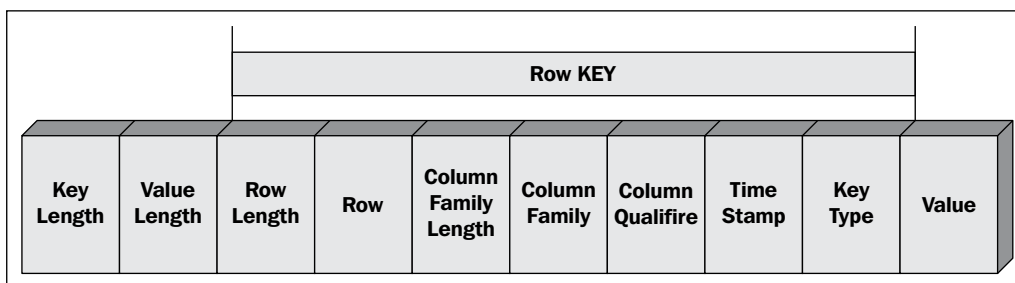 Row KEY
Key
Length
Value
Length
Row
Length
Row
Column
Family
Length
Column
Family
Column
Qualifire
Time
Stamp
Key
Type
Value